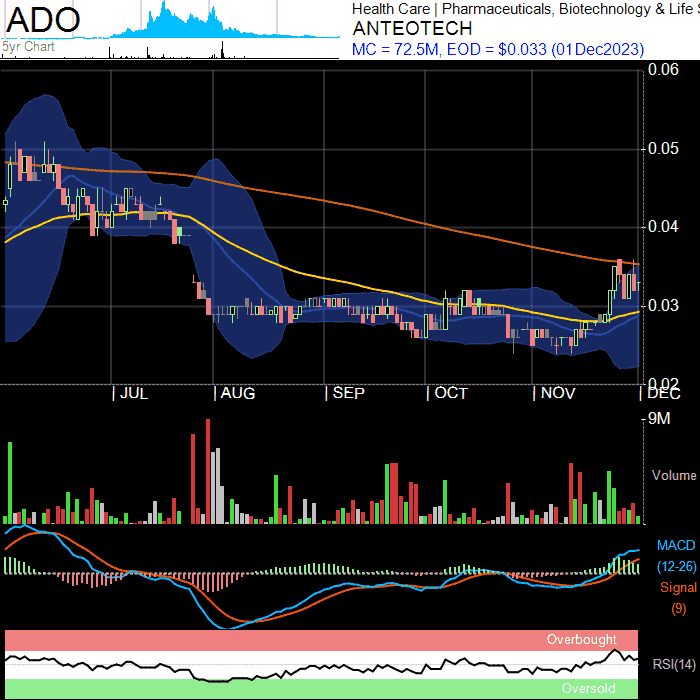 ADO
Health Care | Pharmaceuticals, Biotechnology & Life S
ANTEOTECH
5yr Chart
MC = 72.5M, EOD = $0.033 (01Dec2023)
0.06
0.05
0.04
0.03
0.02
| JUL | AUG | SEP | OCT | NOV | DEC
9M
Volume
MACD
(12-26)
Signal
(9)
Overbought
RSI(14)
Oversold